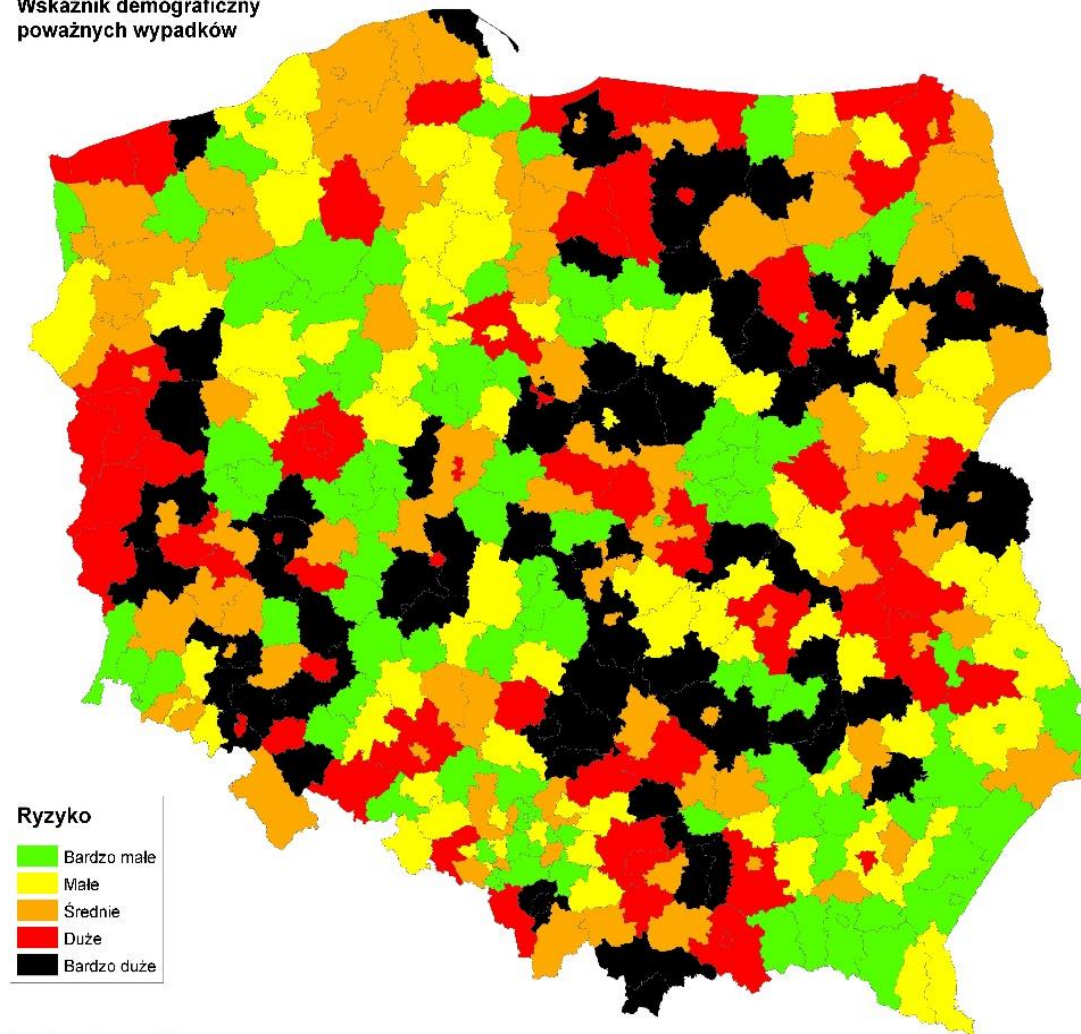 Wskaźnik demograficzny
poważnych wypadków
Ryzyko
Bardzo małe
Małe
Średnie
Duże
Bardzo duże